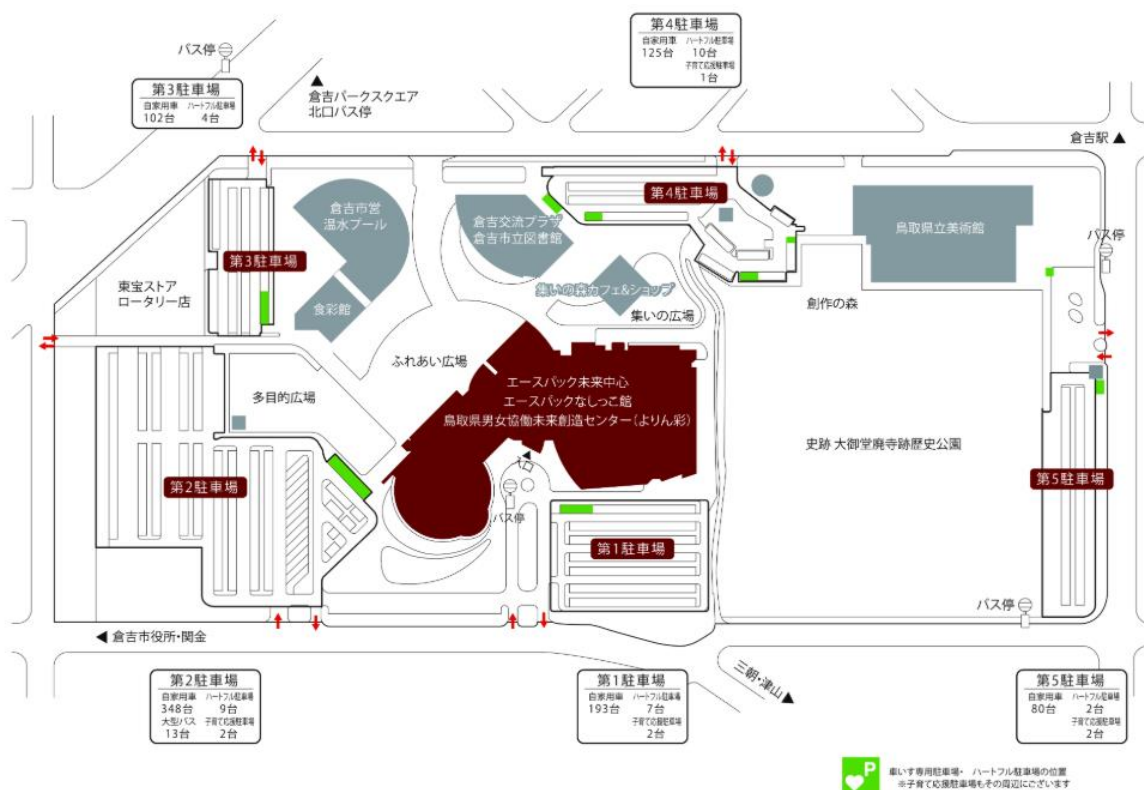 第4駐車場
自家用車 ハートフル駐車場
125台 10台
子育て応援駐車場
1台
バス停
第3駐車場
自家用車 ハートフル駐車場
102台 4台
▲
倉吉パークスクエア
北口バス停
倉吉駅 ▲
第4駐車場
倉吉市営
温水プール
倉吉交流プラザ
倉吉市立図書館
鳥取県立美術館
バス停
第3駐車場
東宝ストア
ロータリー店
食彩館
集いの森カフェ&ショップ
集いの広場
創作の森
ふれあい広場
多目的広場
エースパック未来中心
エースパックなしっこ館
鳥取県男女協働未来創造センター(よりん彩)
史跡 大御堂廃寺跡歴史公園
第2駐車場
入口
バス停
第1駐車場
第5駐車場
バス停
◀ 倉吉市役所・関金
三朝・津山▶
第2駐車場
自家用車 ハートフル駐車場
348台 9台
大型バス 子育て応援駐車場
13台 2台
第1駐車場
自家用車 ハートフル駐車場
193台 7台
子育て応援駐車場
2台
第5駐車場
自家用車 ハートフル駐車場
80台 2台
子育て応援駐車場
2台
P
車いす専用駐車場・ ハートフル駐車場の位置
※子育て応援駐車場もその周辺にございます